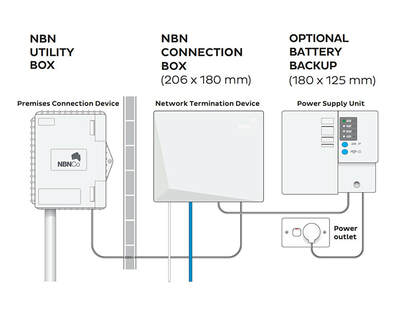 NBN
UTILITY
BOX
NBN
CONNECTION
BOX
(206 x 180 mm)
OPTIONAL
BATTERY
BACKUP
(180 x 125 mm)
Premises Connection Device
Network Termination Device
Power Supply Unit
NBNCo
Power
outlet